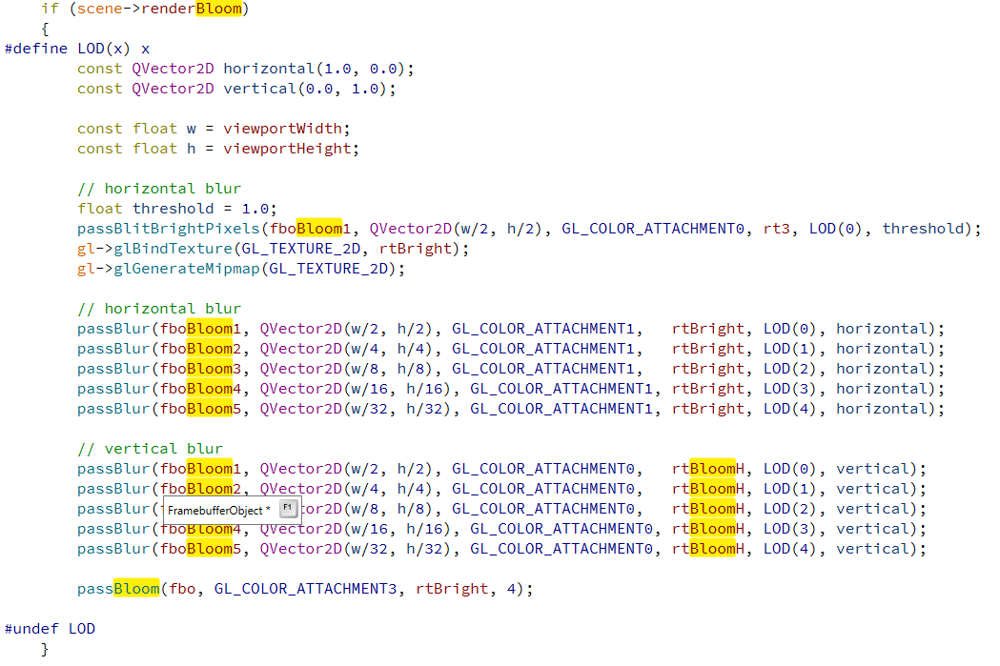 if (scene->renderBloom)
    {
#define LOD(x) x
        const QVector2D horizontal(1.0, 0.0);
        const QVector2D vertical(0.0, 1.0);

        const float w = viewportWidth;
        const float h = viewportHeight;

        // horizontal blur
        float threshold = 1.0;
        passBlitBrightPixels(fboBloom1, QVector2D(w/2, h/2), GL_COLOR_ATTACHMENT0, rt3, LOD(0), threshold);
        gl->glBindTexture(GL_TEXTURE_2D, rtBright);
        gl->glGenerateMipmap(GL_TEXTURE_2D);

        // horizontal blur
        passBlur(fboBloom1, QVector2D(w/2, h/2), GL_COLOR_ATTACHMENT1,   rtBright, LOD(0), horizontal);
        passBlur(fboBloom2, QVector2D(w/4, h/4), GL_COLOR_ATTACHMENT1,   rtBright, LOD(1), horizontal);
        passBlur(fboBloom3, QVector2D(w/8, h/8), GL_COLOR_ATTACHMENT1,   rtBright, LOD(2), horizontal);
        passBlur(fboBloom4, QVector2D(w/16, h/16), GL_COLOR_ATTACHMENT1, rtBright, LOD(3), horizontal);
        passBlur(fboBloom5, QVector2D(w/32, h/32), GL_COLOR_ATTACHMENT1, rtBright, LOD(4), horizontal);

        // vertical blur
        passBlur(fboBloom1, QVector2D(w/2, h/2), GL_COLOR_ATTACHMENT0,   rtBloomH, LOD(0), vertical);
        passBlur(fboBloom2, QVector2D(w/4, h/4), GL_COLOR_ATTACHMENT0,   rtBloomH, LOD(1), vertical);
        passBlur( FramebufferObject * F1 or(w/8, h/8), GL_COLOR_ATTACHMENT0,   rtBloomH, LOD(2), vertical);
        passBlur(fboBloom4, QVector2D(w/16, h/16), GL_COLOR_ATTACHMENT0, rtBloomH, LOD(3), vertical);
        passBlur(fboBloom5, QVector2D(w/32, h/32), GL_COLOR_ATTACHMENT0, rtBloomH, LOD(4), vertical);

        passBloom(fbo, GL_COLOR_ATTACHMENT3, rtBright, 4);

#undef LOD
    }